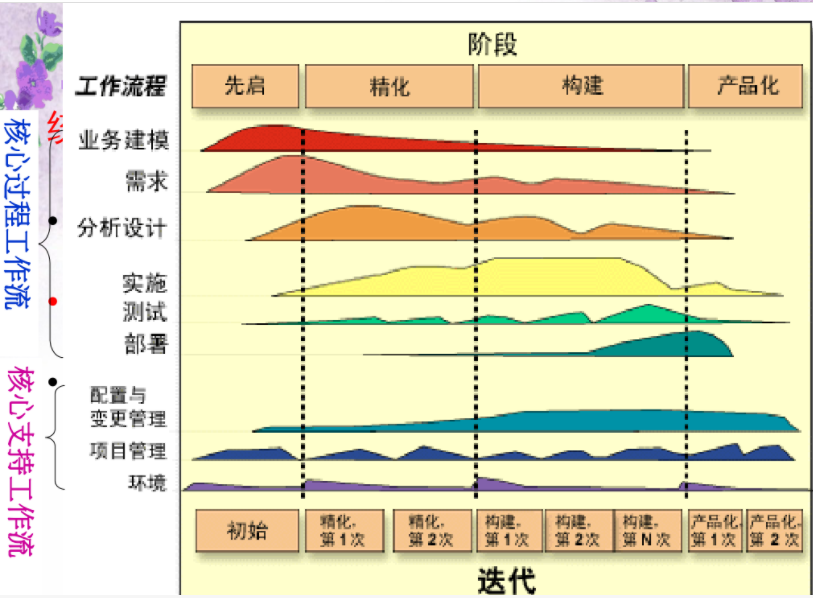 阶段
工作流程
先启
精化
构建
产品化
核心过程工作流
业务建模
需求
分析设计
实施
测试
部署
核心支持工作流
配置与
变更管理
项目管理
环境
初始
精化,
第1次
精化,
第2次
构建,
第1次
构建,
第2次
构建,
第N次
产品化,
第1次
产品化,
第2次
迭代